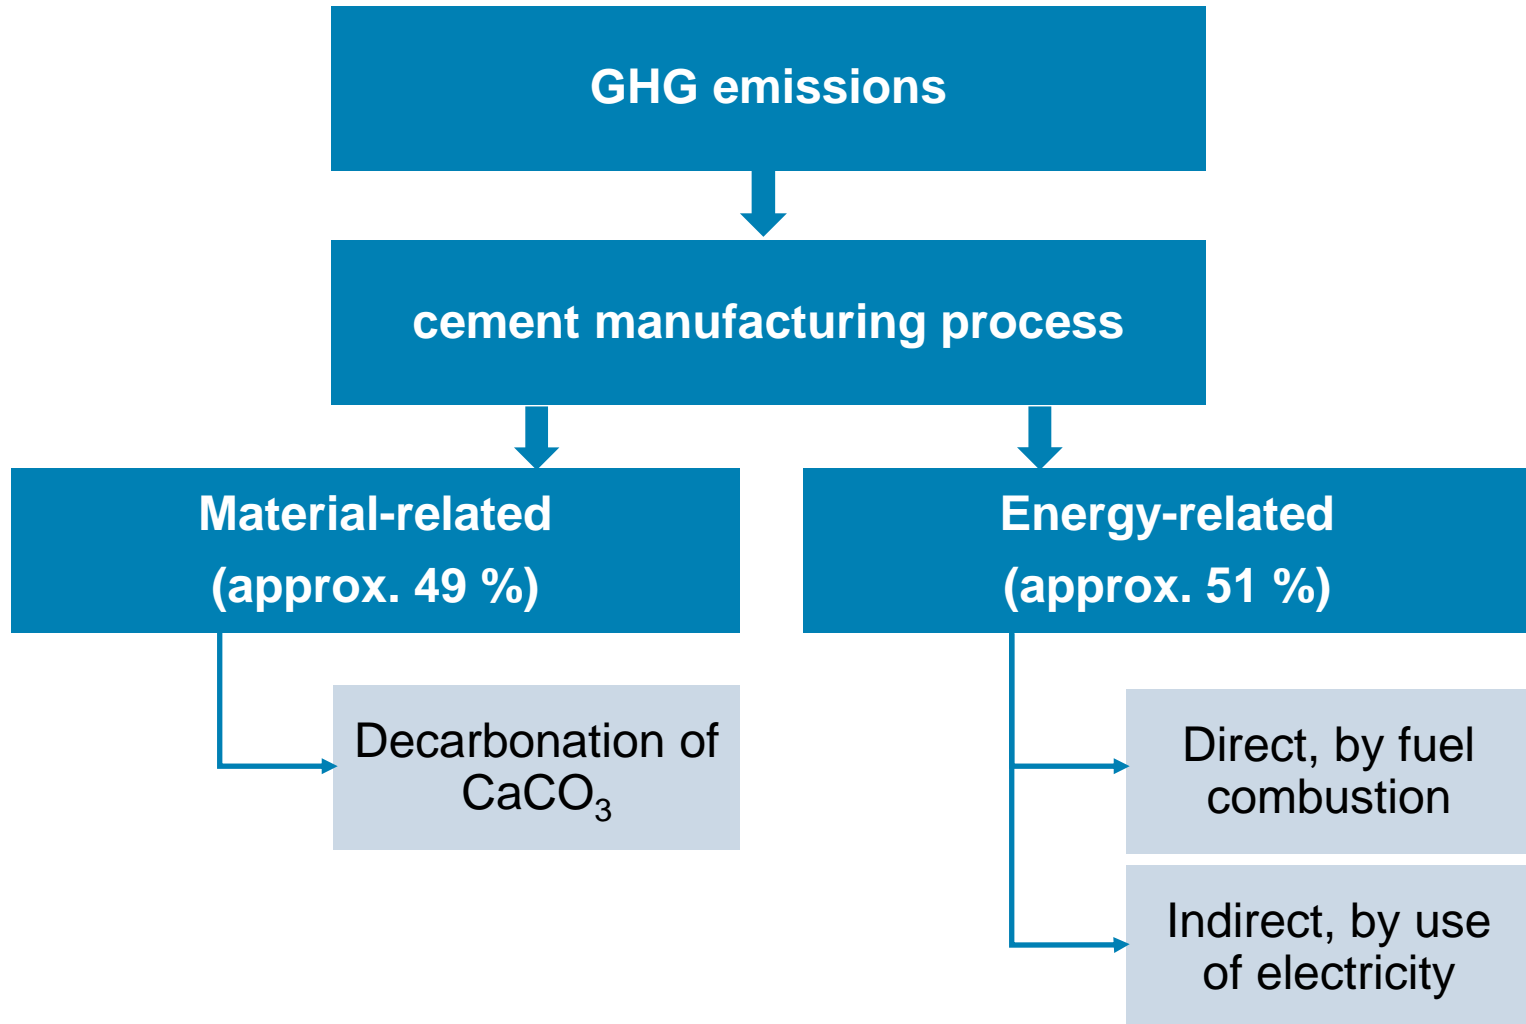 GHG emissions
cement manufacturing process
Material-related
(approx. 49 %)
Energy-related
(approx. 51 %)
Decarbonation of
CaCO₃
Direct, by fuel
combustion
Indirect, by use
of electricity